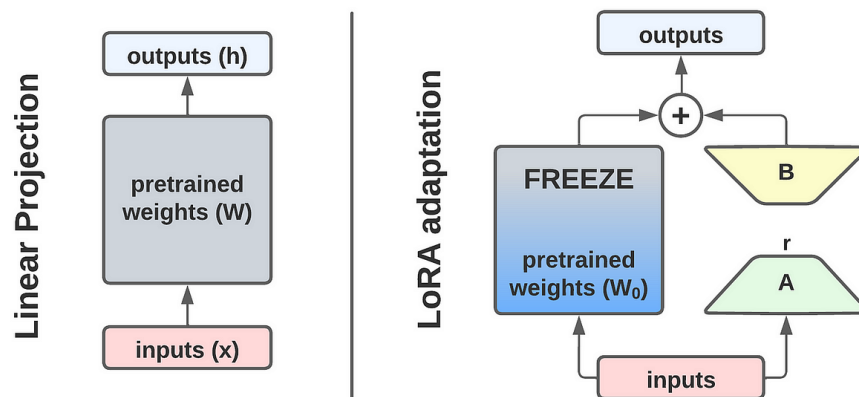 Linear Projection
outputs (h)
pretrained
weights (W)
inputs (x)
LoRA adaptation
outputs
+
FREEZE
pretrained
weights (W₀)
B
r
A
inputs